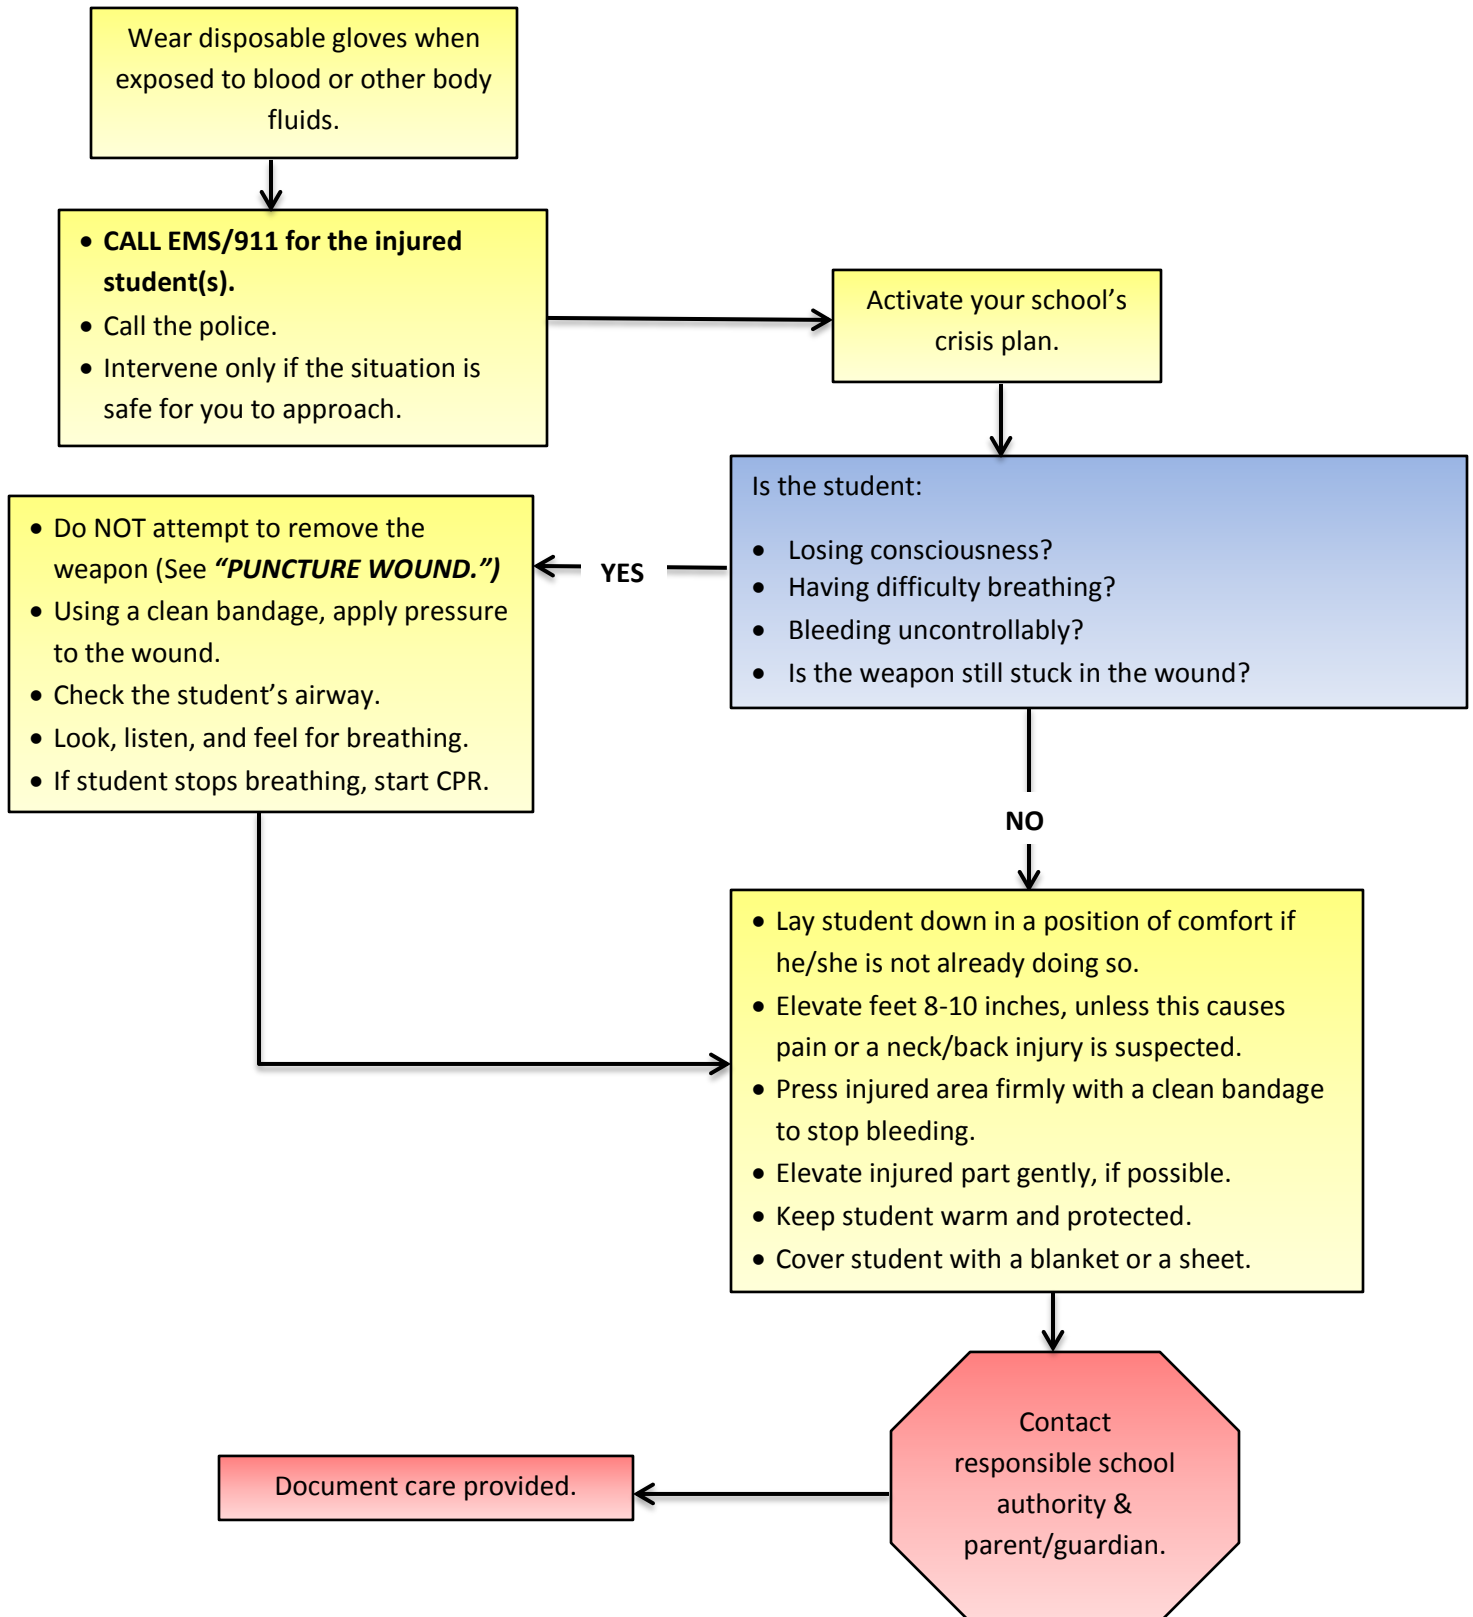 Wear disposable gloves when
exposed to blood or other body
fluids.
• CALL EMS/911 for the injured
student(s).
• Call the police.
• Intervene only if the situation is
safe for you to approach.
Activate your school’s
crisis plan.
Is the student:
• Losing consciousness?
• Having difficulty breathing?
• Bleeding uncontrollably?
• Is the weapon still stuck in the wound?
YES
• Do NOT attempt to remove the
weapon (See “PUNCTURE WOUND.”)
• Using a clean bandage, apply pressure
to the wound.
• Check the student’s airway.
• Look, listen, and feel for breathing.
• If student stops breathing, start CPR.
NO
• Lay student down in a position of comfort if
he/she is not already doing so.
• Elevate feet 8-10 inches, unless this causes
pain or a neck/back injury is suspected.
• Press injured area firmly with a clean bandage
to stop bleeding.
• Elevate injured part gently, if possible.
• Keep student warm and protected.
• Cover student with a blanket or a sheet.
Contact
responsible school
authority &
parent/guardian.
Document care provided.